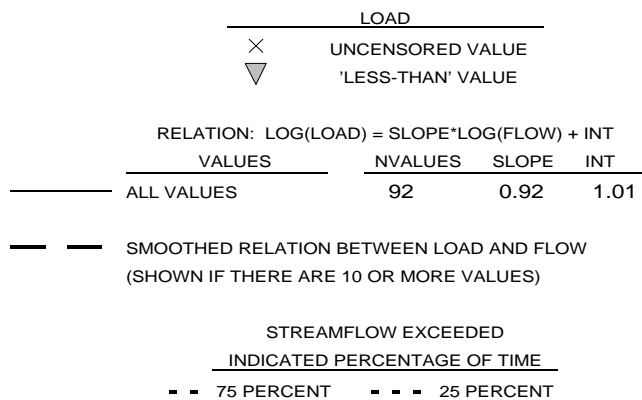 LOAD
UNCENSORED VALUE
'LESS-THAN' VALUE
RELATION: LOG(LOAD) = SLOPE*LOG(FLOW) + INT
VALUES NVALUES SLOPE INT
ALL VALUES 92 0.92 1.01
SMOOTHED RELATION BETWEEN LOAD AND FLOW
(SHOWN IF THERE ARE 10 OR MORE VALUES)
STREAMFLOW EXCEEDED
INDICATED PERCENTAGE OF TIME
75 PERCENT 25 PERCENT